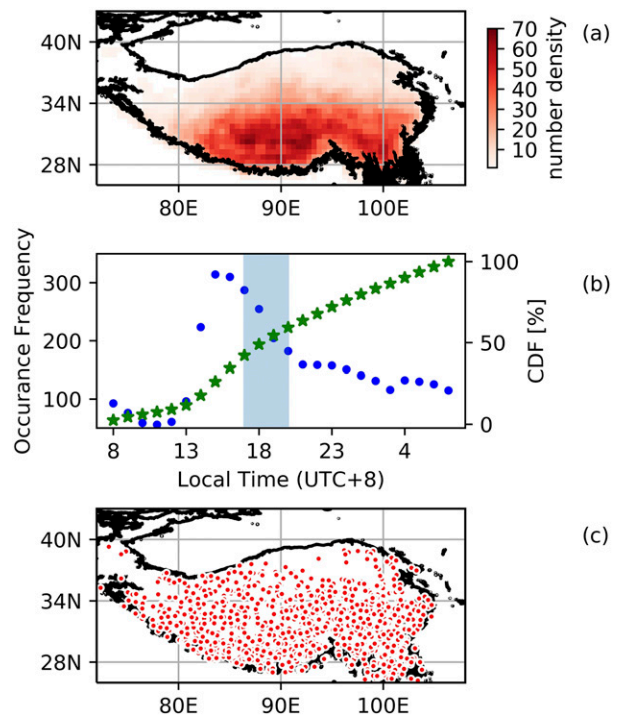 (a)
40N
34N
28N
80E
90E
100E
70
60
50
40
30
20
10
number density
(b)
300
200
100
Occurance Frequency
8
13
18
23
4
Local Time (UTC+8)
100
50
0
CDF [%]
(c)
40N
34N
28N
80E
90E
100E